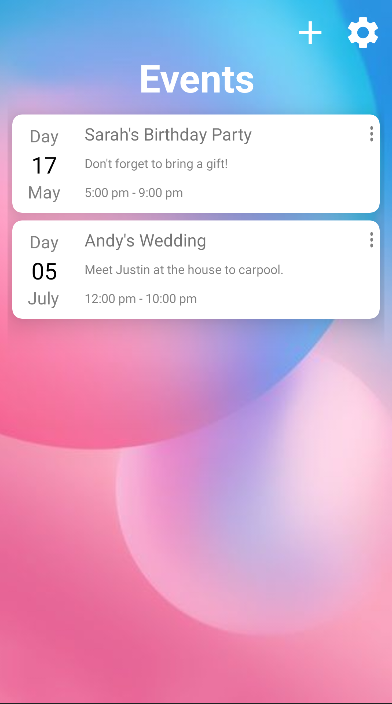 Events
Day
17
May
Sarah's Birthday Party
Don't forget to bring a gift!
5:00 pm - 9:00 pm
Day
05
July
Andy's Wedding
Meet Justin at the house to carpool.
12:00 pm - 10:00 pm